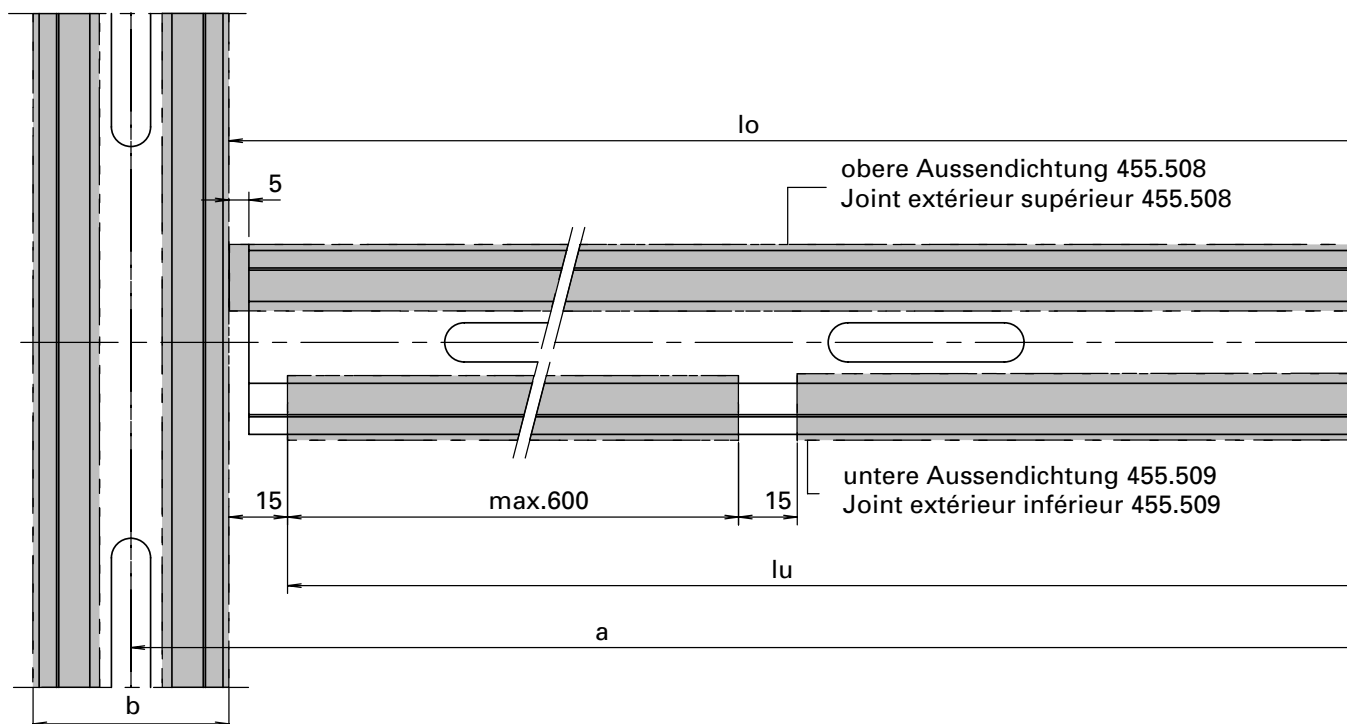 lo
obere Aussendichtung 455.508
Joint extérieur supérieur 455.508
5
untere Aussendichtung 455.509
Joint extérieur inférieur 455.509
15
max.600
15
lu
a
b